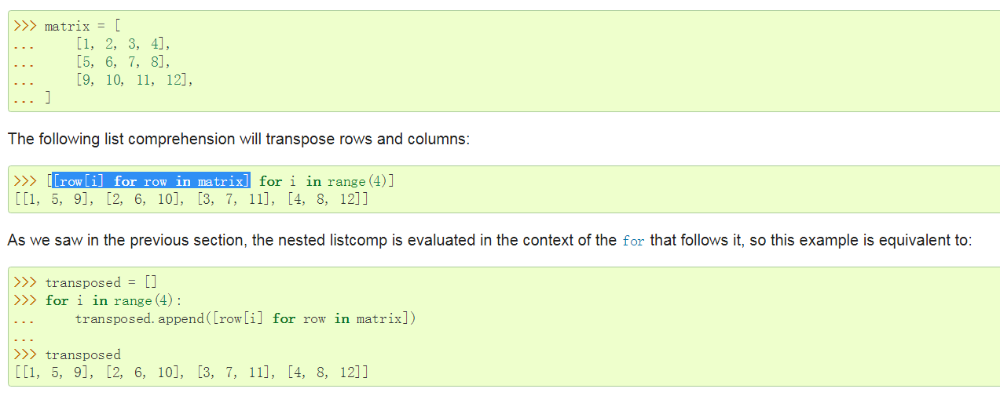 >>> matrix = [
...     [1, 2, 3, 4],
...     [5, 6, 7, 8],
...     [9, 10, 11, 12],
... ]
The following list comprehension will transpose rows and columns:
>>> [[row[i] for row in matrix] for i in range(4)]
[[1, 5, 9], [2, 6, 10], [3, 7, 11], [4, 8, 12]]
As we saw in the previous section, the nested listcomp is evaluated in the context of the for that follows it, so this example is equivalent to:
>>> transposed = []
>>> for i in range(4):
...     transposed.append([row[i] for row in matrix])
...
>>> transposed
[[1, 5, 9], [2, 6, 10], [3, 7, 11], [4, 8, 12]]